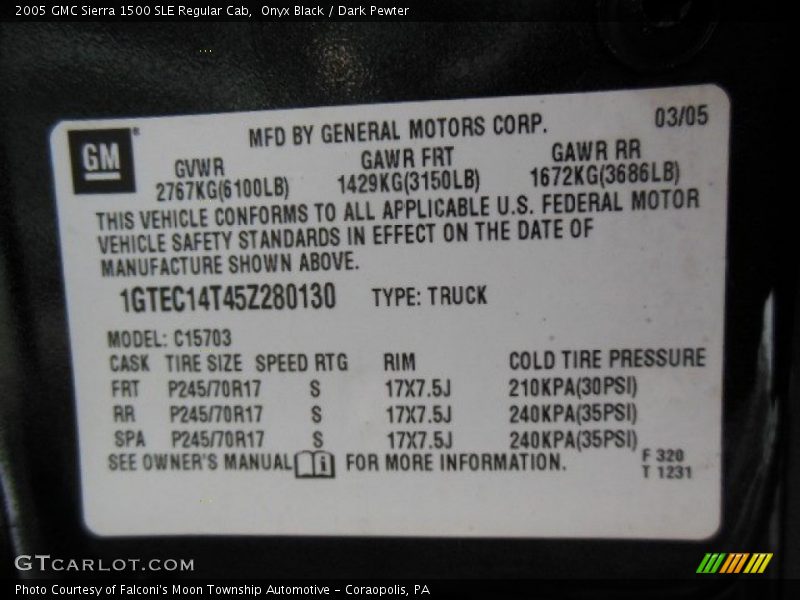 2005 GMC Sierra 1500 SLE Regular Cab,  Onyx Black / Dark Pewter
GM
MFD BY GENERAL MOTORS CORP.
03/05
GVWR GAWR FRT GAWR RR
2767KG(6100LB) 1429KG(3150LB) 1672KG(3686LB)
THIS VEHICLE CONFORMS TO ALL APPLICABLE U.S. FEDERAL MOTOR
VEHICLE SAFETY STANDARDS IN EFFECT ON THE DATE OF
MANUFACTURE SHOWN ABOVE.
1GTEC14T45Z280130 TYPE: TRUCK
MODEL: C15703
CASK TIRE SIZE SPEED RTG RIM COLD TIRE PRESSURE
FRT P245/70R17 S 17X7.5J 210KPA(30PSI)
RR P245/70R17 S 17X7.5J 240KPA(35PSI)
SPA P245/70R17 S 17X7.5J 240KPA(35PSI)
SEE OWNER'S MANUAL FOR MORE INFORMATION.
F 320
T 1231
GTCARLOT.COM
Photo Courtesy of Falconi's Moon Township Automotive - Coraopolis, PA